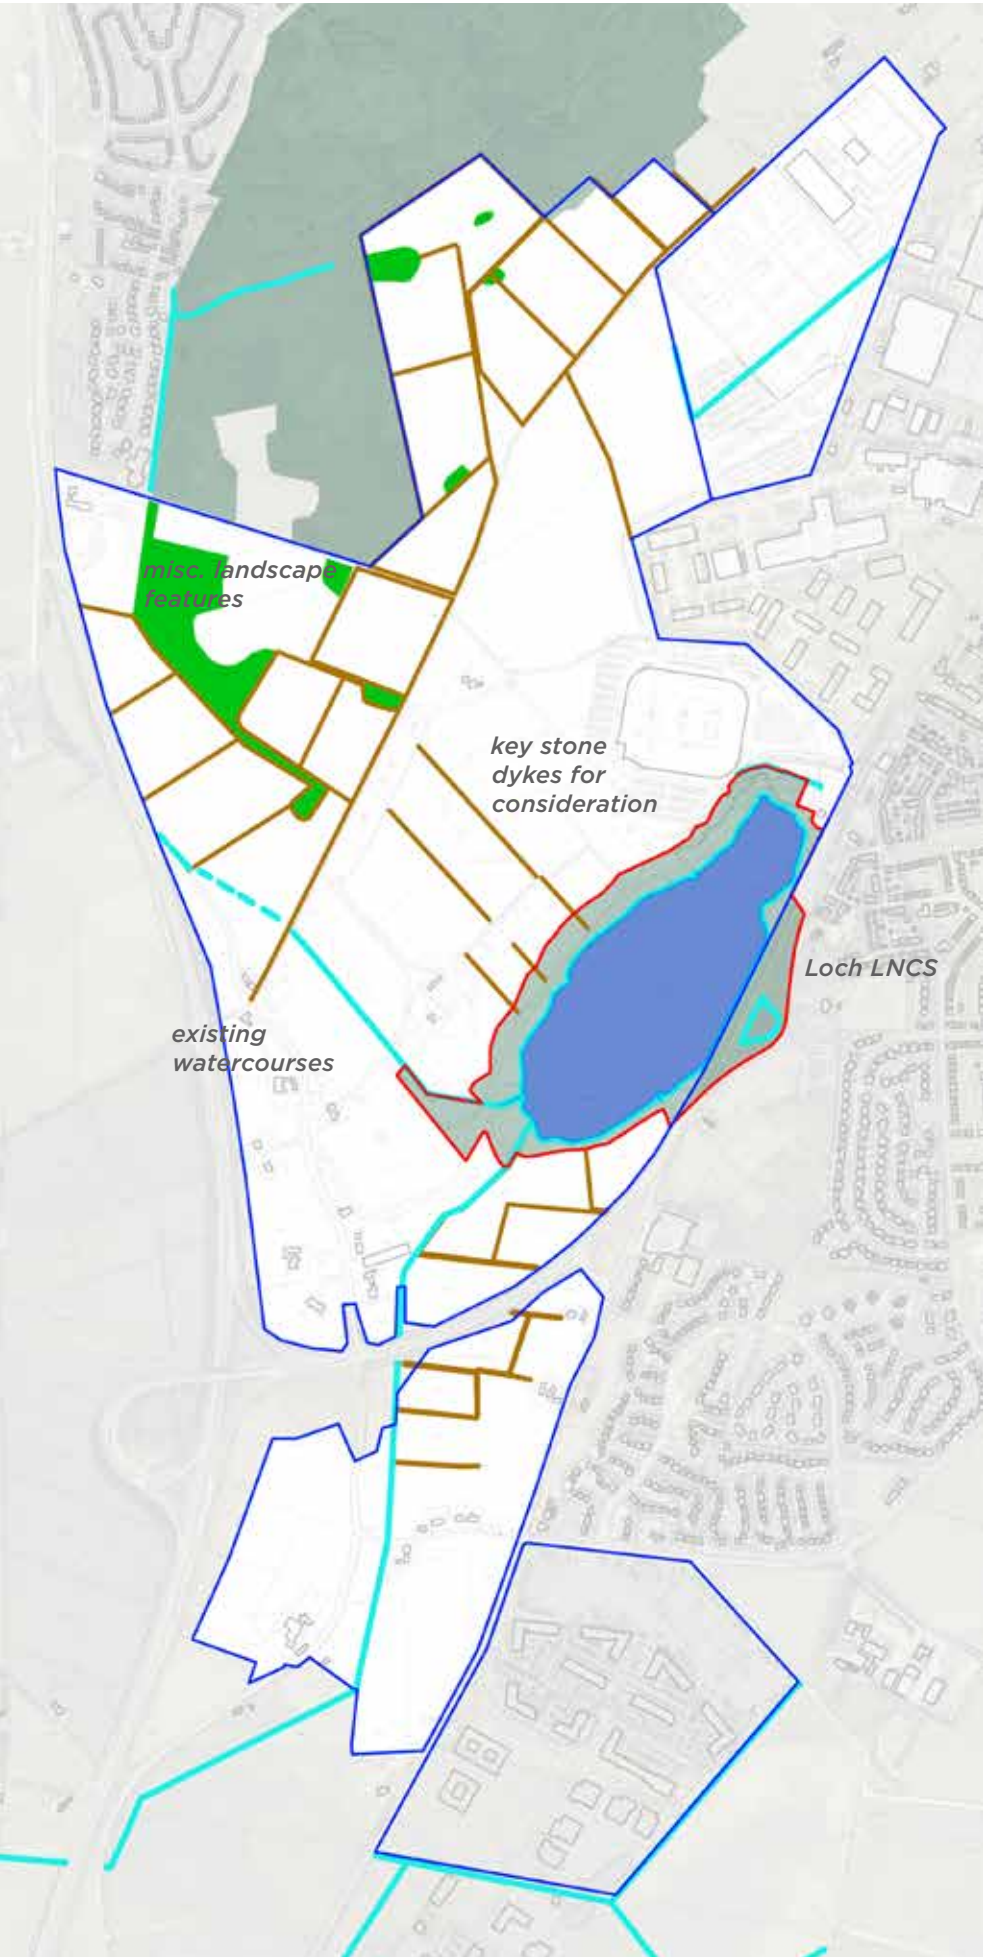 misc. landscape
features
key stone
dykes for
consideration
Loch LNCS
existing
watercourses